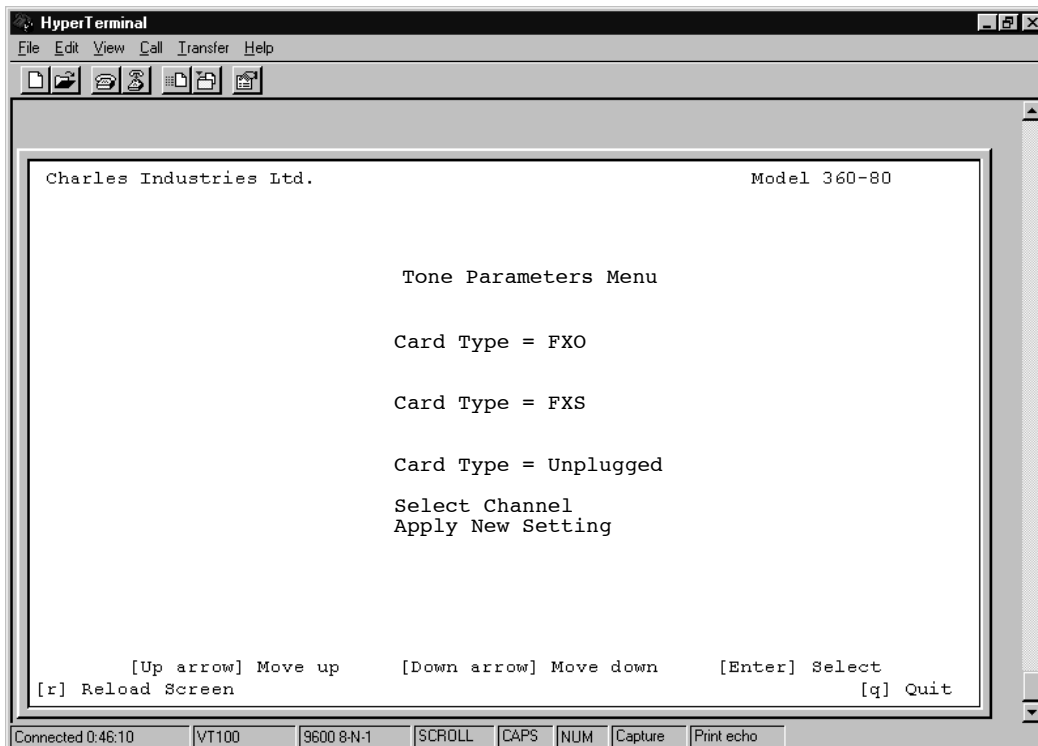 HyperTerminal
File Edit View Call Transfer Help
Charles Industries Ltd. Model 360-80
Tone Parameters Menu
Card Type = FXO
Card Type = FXS
Card Type = Unplugged
Select Channel
Apply New Setting
[Up arrow] Move up [Down arrow] Move down [Enter] Select
[r] Reload Screen [q] Quit
Connected 0:46:10 VT100 9600 8-N-1 SCROLL CAPS NUM Capture Print echo